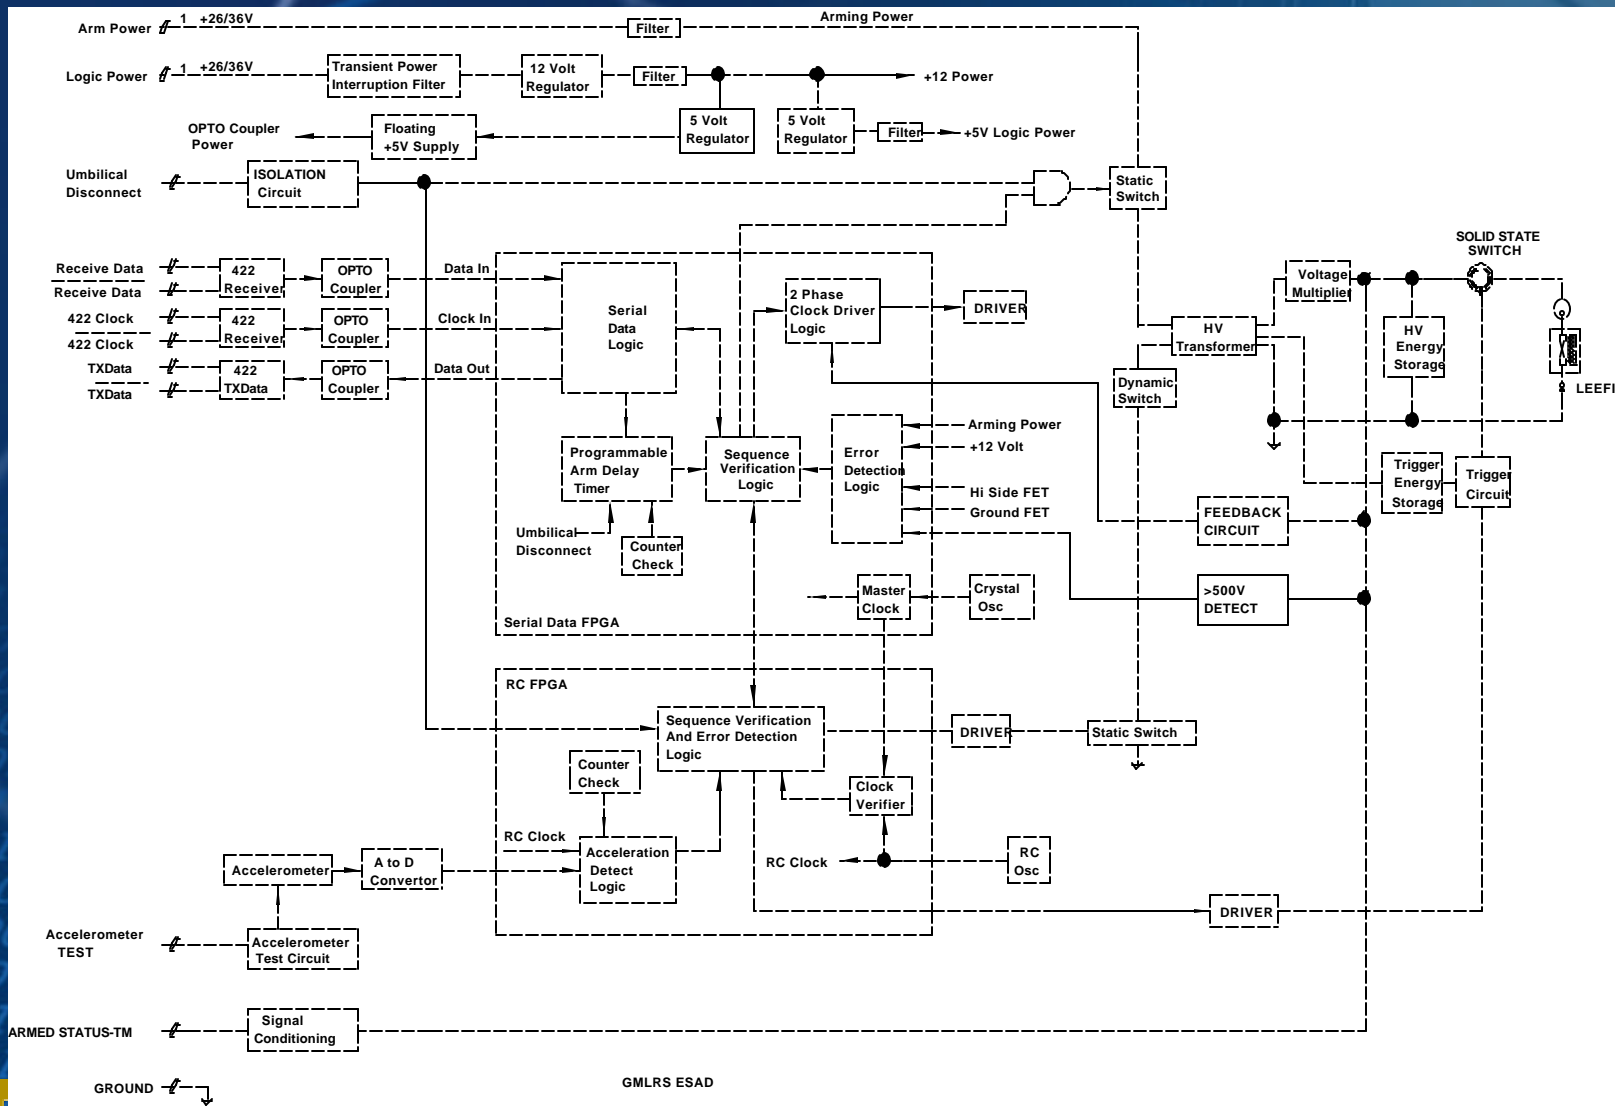 Arm Power
1 +26/36V
Filter
Arming Power
Logic Power
1 +26/36V
Transient Power
Interruption Filter
12 Volt
Regulator
Filter
+12 Power
OPTO Coupler
Power
Floating
+5V Supply
5 Volt
Regulator
5 Volt
Regulator
Filter
+5V Logic Power
Umbilical
Disconnect
ISOLATION
Circuit
Static
Switch
SOLID STATE
SWITCH
Receive Data
Receive Data
422
Receiver
OPTO
Coupler
Data In
422 Clock
422 Clock
422
Receiver
OPTO
Coupler
Clock In
TXData
TXData
422
TXData
OPTO
Coupler
Data Out
Serial
Data
Logic
2 Phase
Clock Driver
Logic
DRIVER
HV
Transformer
Voltage
Multiplier
HV
Energy
Storage
LEEFI
Dynamic
Switch
Programmable
Arm Delay
Timer
Sequence
Verification
Logic
Error
Detection
Logic
Arming Power
+12 Volt
Hi Side FET
Ground FET
Trigger
Energy
Storage
Trigger
Circuit
Umbilical
Disconnect
Counter
Check
FEEDBACK
CIRCUIT
Master
Clock
Crystal
Osc
>500V
DETECT
Serial Data FPGA
RC FPGA
Sequence Verification
And Error Detection
Logic
DRIVER
Static Switch
Counter
Check
Clock
Verifier
RC Clock
Acceleration
Detect
Logic
RC Clock
RC
Osc
Accelerometer
A to D
Convertor
DRIVER
Accelerometer
TEST
Accelerometer
Test Circuit
ARMED STATUS-TM
Signal
Conditioning
GROUND
GMLRS ESAD